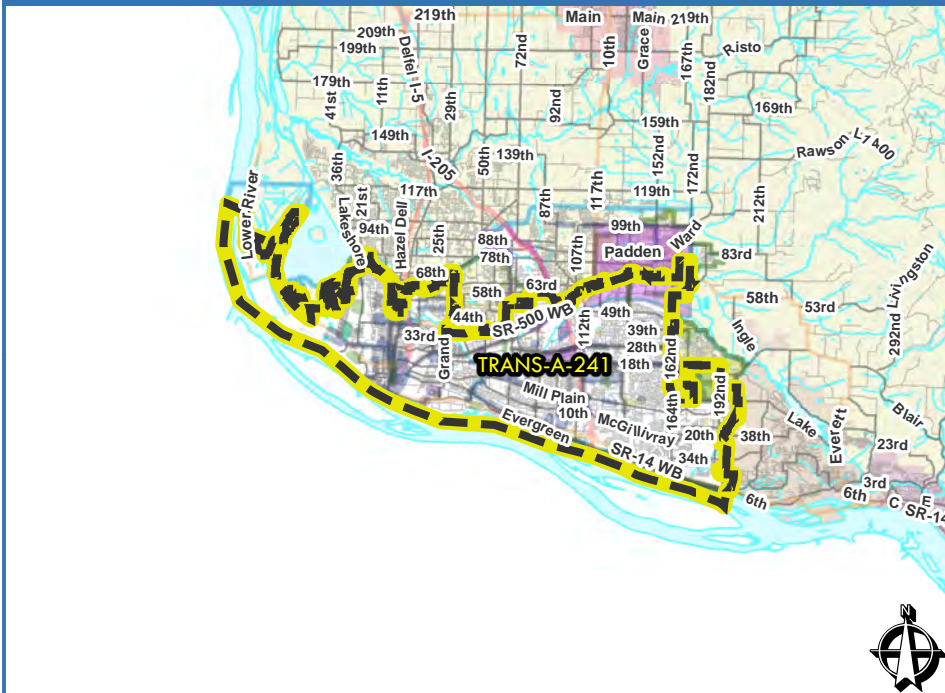 219th
Main
Main 219th
209th
199th
Delfel
I-5
72nd
10th
Grace
167th
Risto
182nd
179th
41st
11th
29th
92nd
169th
149th
159th
I-205
50th
139th
152nd
172nd
Rawson
36th
117th
87th
117th
119th
212th
Lower River
Lakeshore
21st
94th
Hazel Dell
25th
88th
78th
99th
Ward
107th
Padden
83rd
68th
58th
63rd
58th
53rd
Livingston
292nd
44th
SR-500 WB
49th
Ingle
33rd
Grand
112th
39th
28th
18th
162nd
TRANS-A-241
192nd
Mill Plain
10th
164th
Lake
Everett
Blair
Evergreen
McGillivray
20th
38th
23rd
34th
SR-14 WB
6th
3rd
6th
E
C SR-14
N